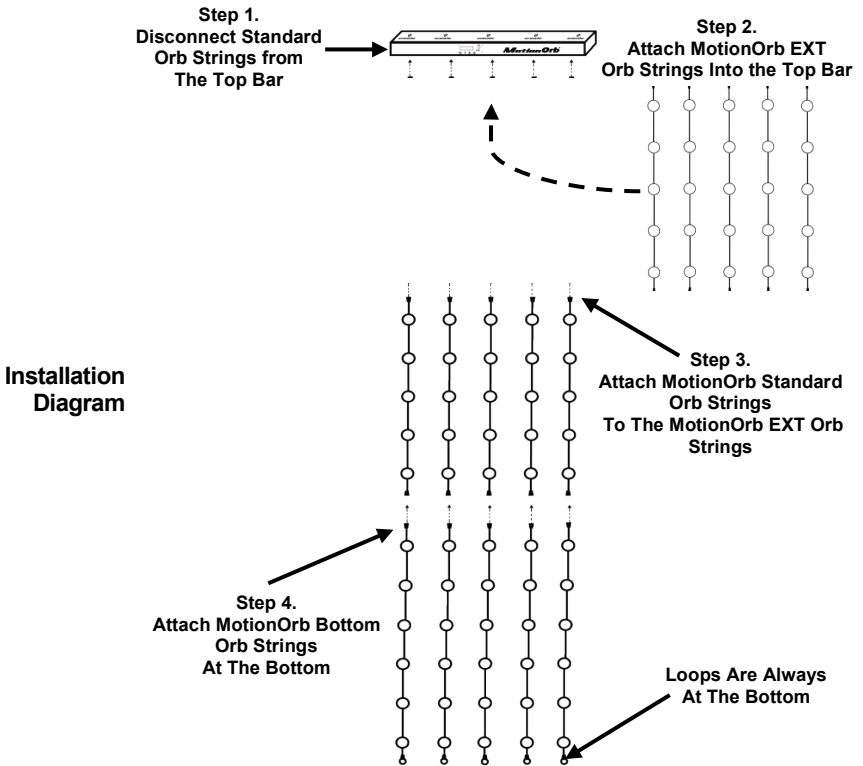 Step 1.
Disconnect Standard
Orb Strings from
The Top Bar
MotionOrb
Step 2.
Attach MotionOrb EXT
Orb Strings Into the Top Bar
Installation
Diagram
Step 3.
Attach MotionOrb Standard
Orb Strings
To The MotionOrb EXT Orb
Strings
Step 4.
Attach MotionOrb Bottom
Orb Strings
At The Bottom
Loops Are Always
At The Bottom